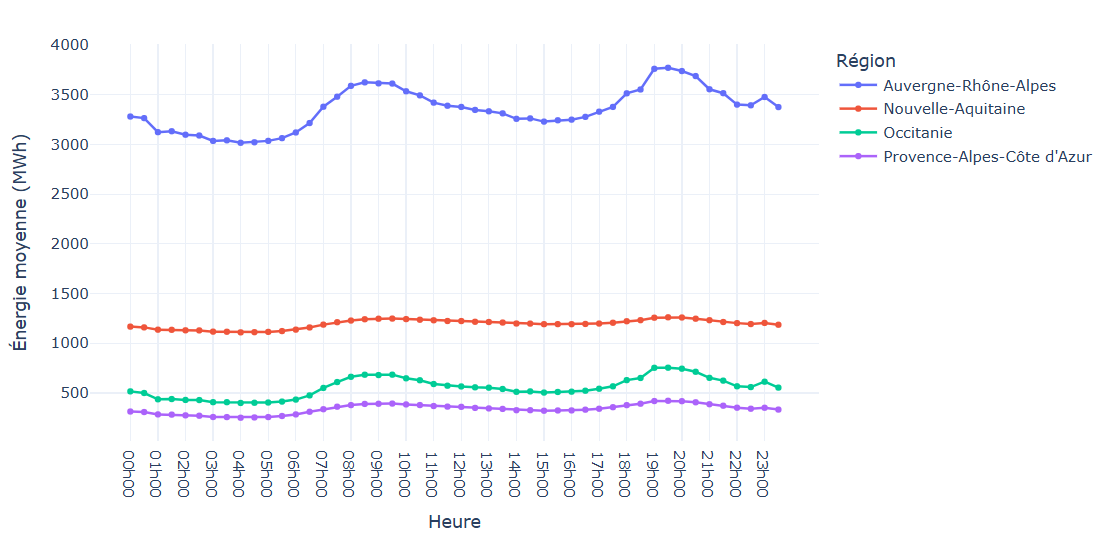 4000
3500
3000
2500
2000
1500
1000
500
Énergie moyenne (MWh)
00h00
01h00
02h00
03h00
04h00
05h00
06h00
07h00
08h00
09h00
10h00
11h00
12h00
13h00
14h00
15h00
16h00
17h00
18h00
19h00
20h00
21h00
22h00
23h00
Heure
Région
Auvergne-Rhône-Alpes
Nouvelle-Aquitaine
Occitanie
Provence-Alpes-Côte d'Azur